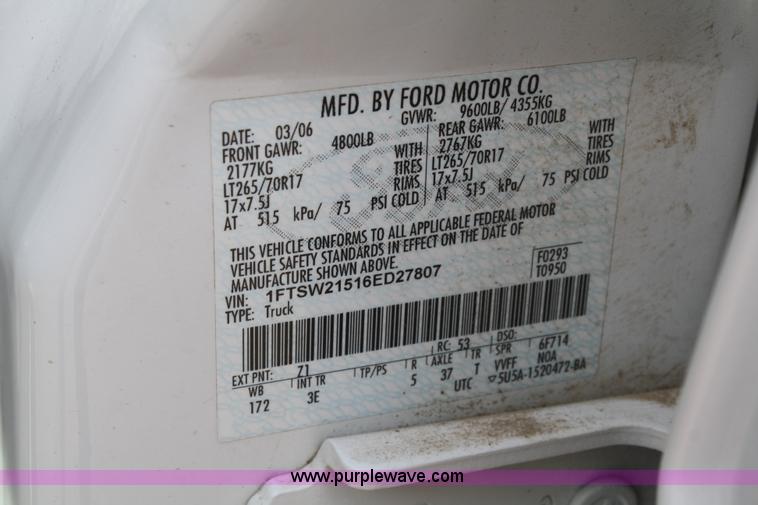 MFD. BY FORD MOTOR CO.
DATE: 03/06 GVWR: 9600LB/ 4355KG
FRONT GAWR: 4800LB REAR GAWR: 6100LB
2177KG WITH 2767KG WITH
LT265/70R17 TIRES LT265/70R17 TIRES
17x7.5J RIMS 17x7.5J RIMS
AT 515 kPa/ 75 PSI COLD AT 515 kPa/ 75 PSI COLD
THIS VEHICLE CONFORMS TO ALL APPLICABLE FEDERAL MOTOR
VEHICLE SAFETY STANDARDS IN EFFECT ON THE DATE OF
MANUFACTURE SHOWN ABOVE.
VIN: 1FTSW21516ED27807 F0293
TYPE: Truck T0950
EXT PNT: Z1 RC: 53 DSO: 6F714
WB INT TR TP/PS R AXLE TR SPR NOA
172 3E 5 37 T VVFF
UTC ▽5U5A-1520472-BA
www.purplewave.com